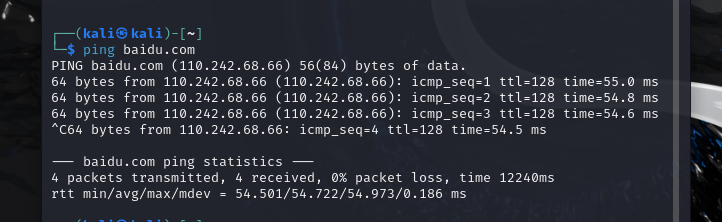 ┌──(kali㉿kali)-[~]
└─$ ping baidu.com
PING baidu.com (110.242.68.66) 56(84) bytes of data.
64 bytes from 110.242.68.66 (110.242.68.66): icmp_seq=1 ttl=128 time=55.0 ms
64 bytes from 110.242.68.66 (110.242.68.66): icmp_seq=2 ttl=128 time=54.8 ms
64 bytes from 110.242.68.66 (110.242.68.66): icmp_seq=3 ttl=128 time=54.6 ms
^C64 bytes from 110.242.68.66: icmp_seq=4 ttl=128 time=54.5 ms
--- baidu.com ping statistics ---
4 packets transmitted, 4 received, 0% packet loss, time 12240ms
rtt min/avg/max/mdev = 54.501/54.722/54.973/0.186 ms